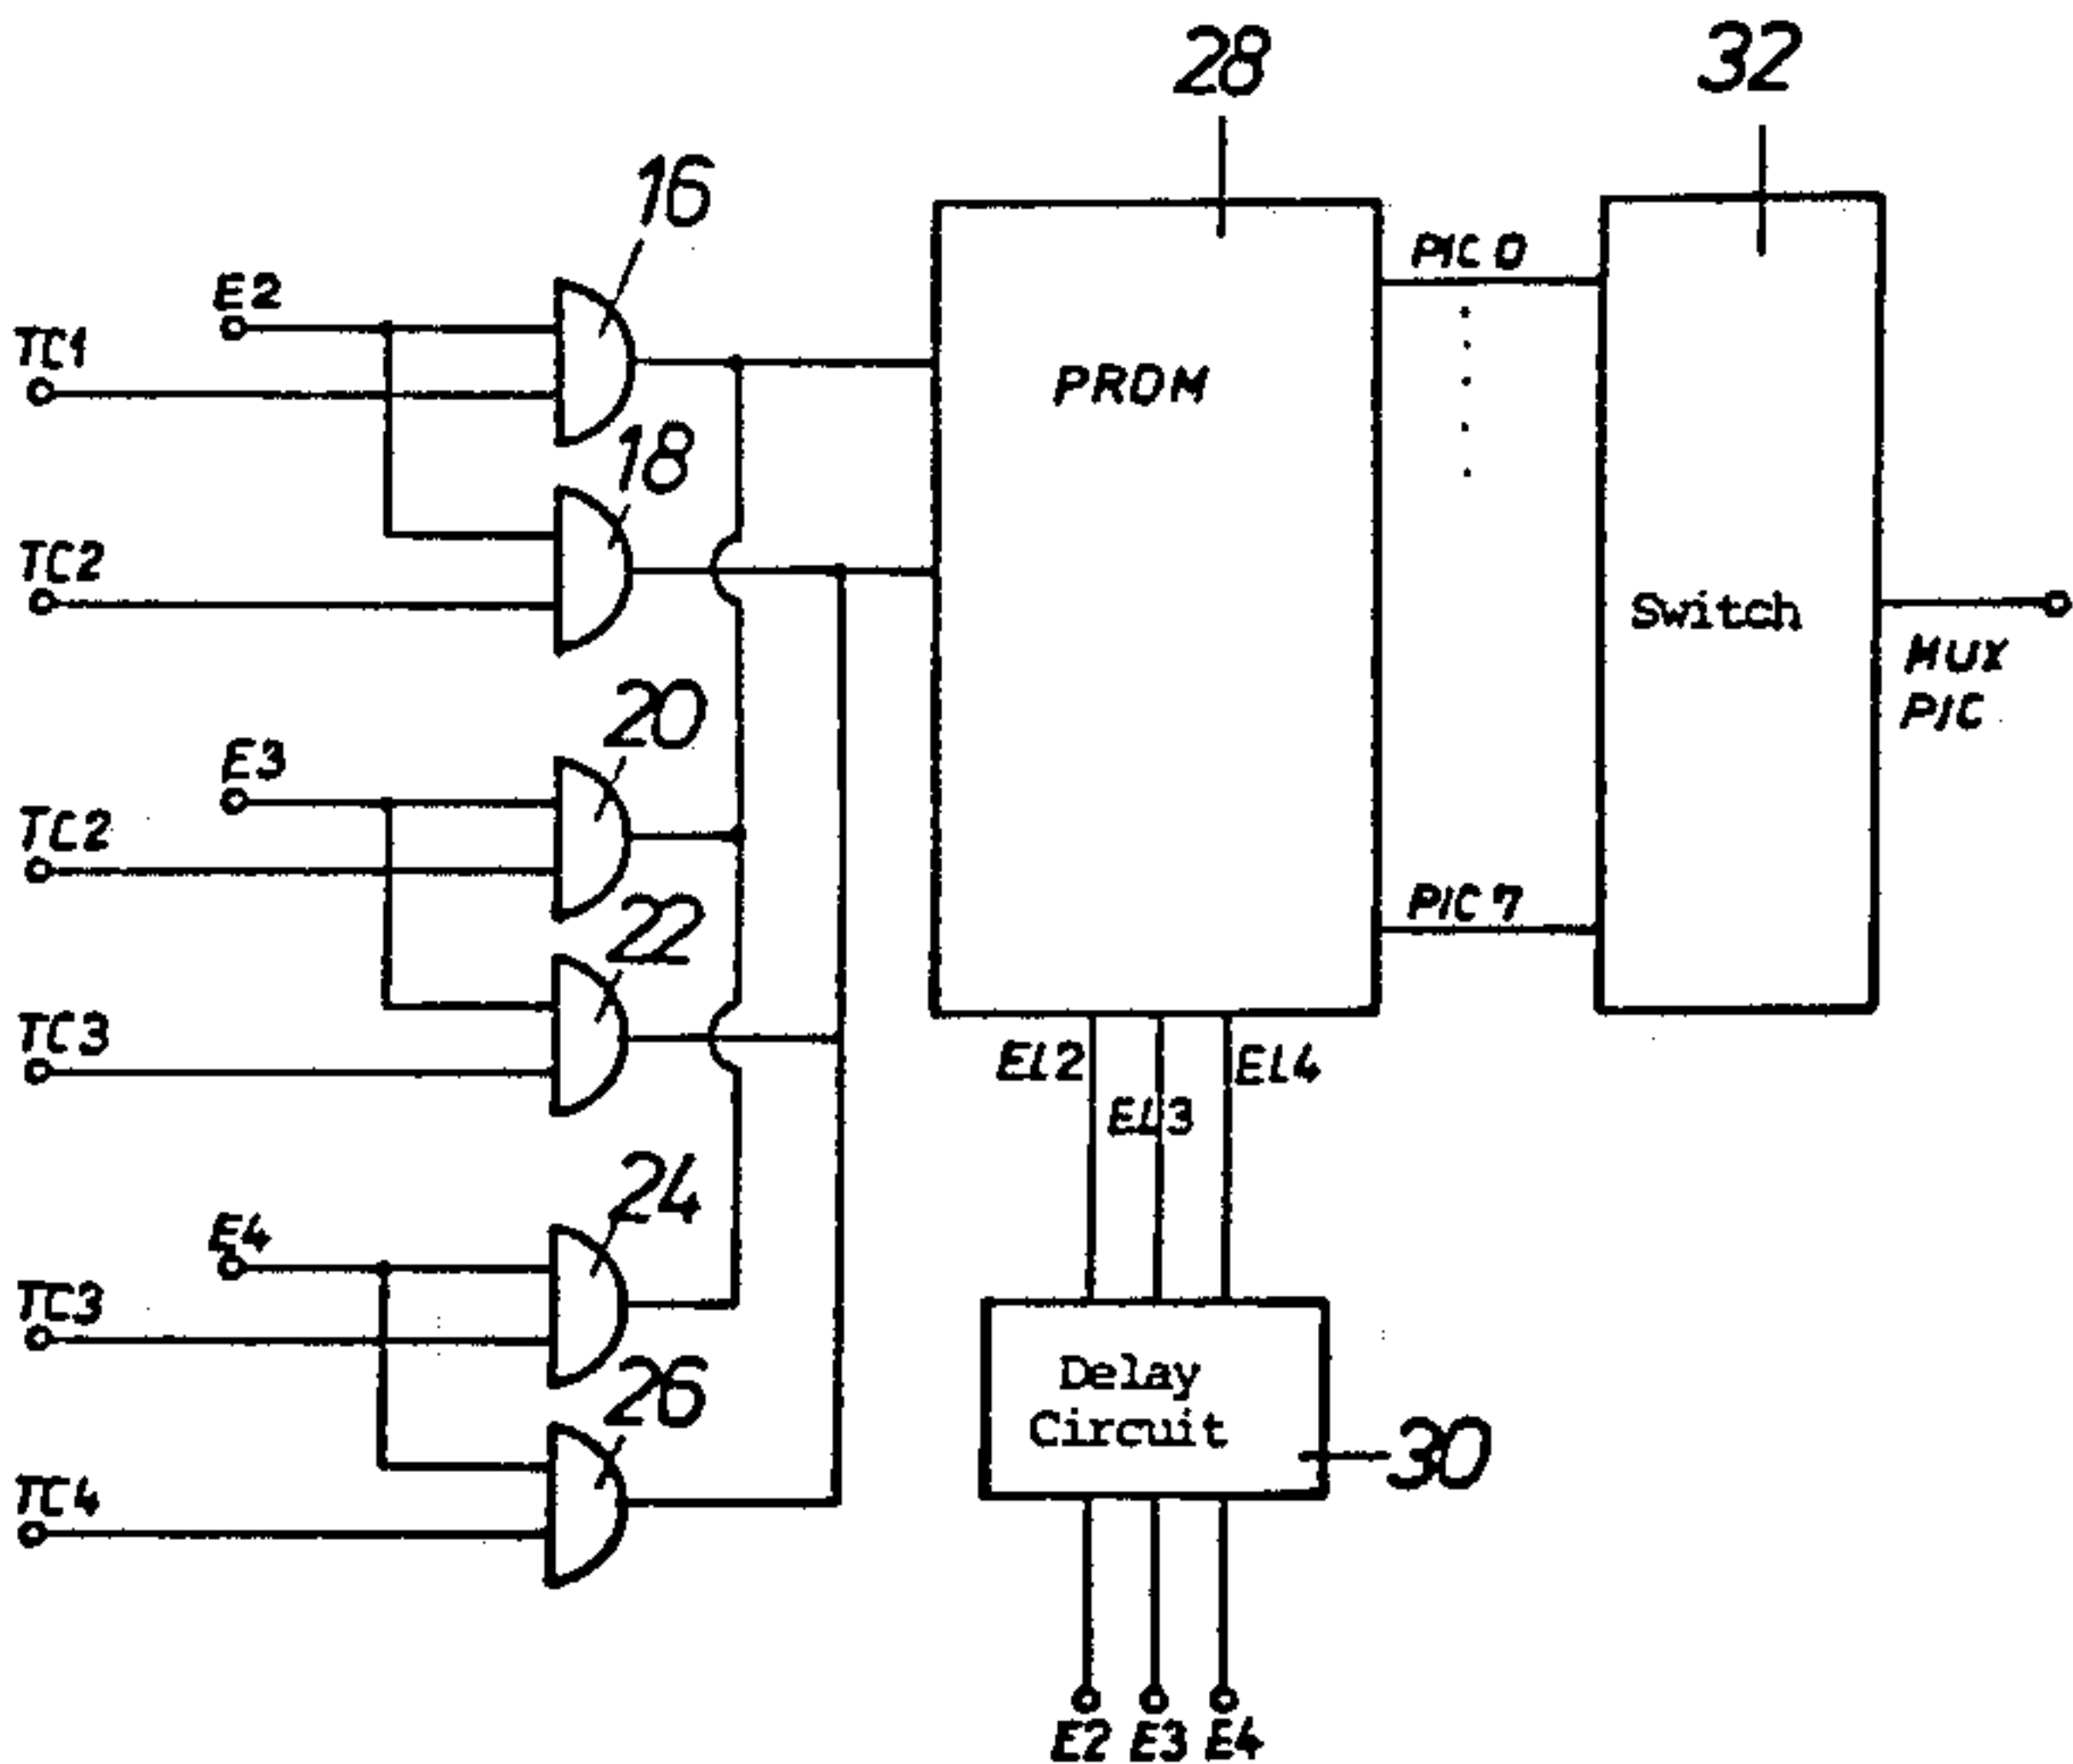 28
32
16
E2
TC1
PIC 0
PROM
18
TC2
Switch
MUX
PIC
20
E3
TC2
22
PIC 7
TC3
EL2
EL3
EL4
24
E4
TC3
26
Delay
Circuit
30
TC4
E2 E3 E4